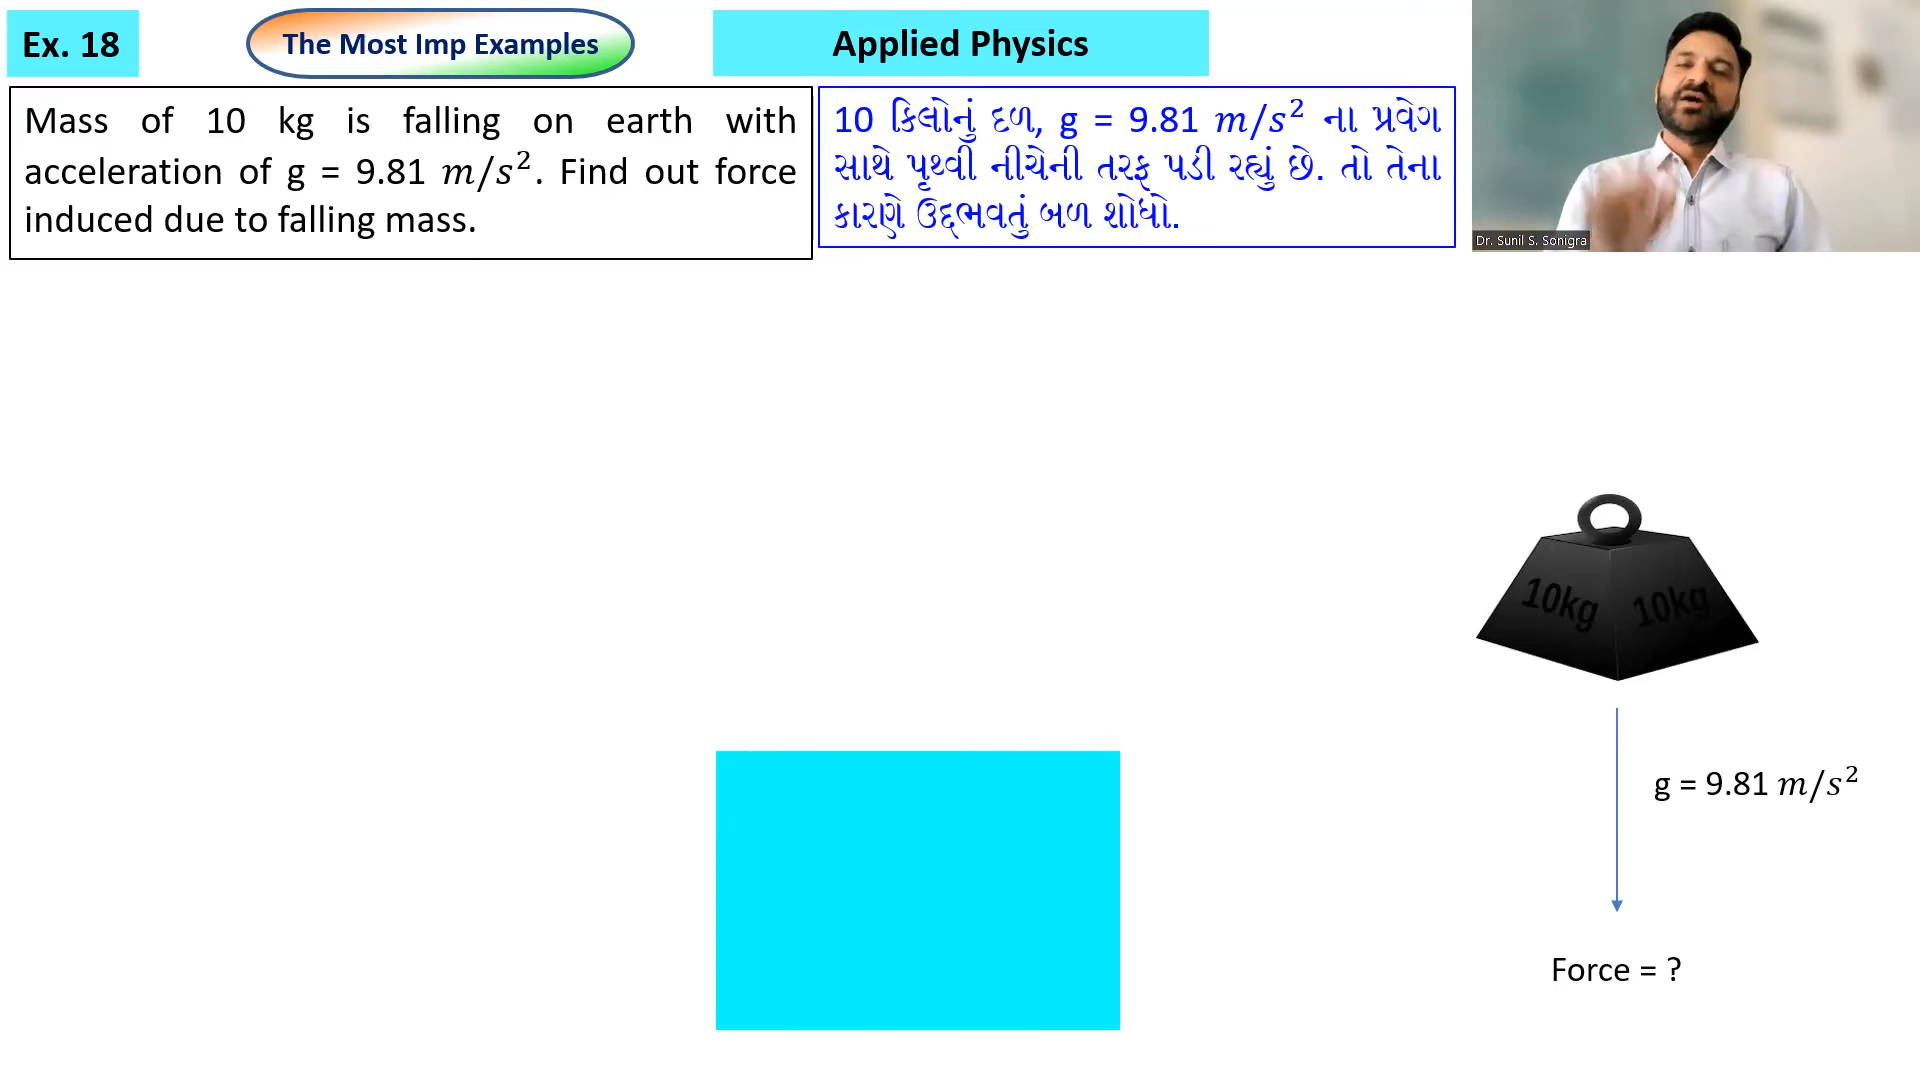 Ex. 18
The Most Imp Examples
Applied Physics
Mass of 10 kg is falling on earth with
acceleration of g = 9.81 m/s². Find out force
induced due to falling mass.
10 કિલોનું દળ, g = 9.81 m/s² ના પ્રવેગ
સાથે પૃથ્વી નીચેની તરફ પડી રહ્યું છે. તો તેના
કારણે ઉદ્દભવતું બળ શોધો.
Dr. Sunil S. Sonigra
10kg 10kg
g = 9.81 m/s²
Force = ?